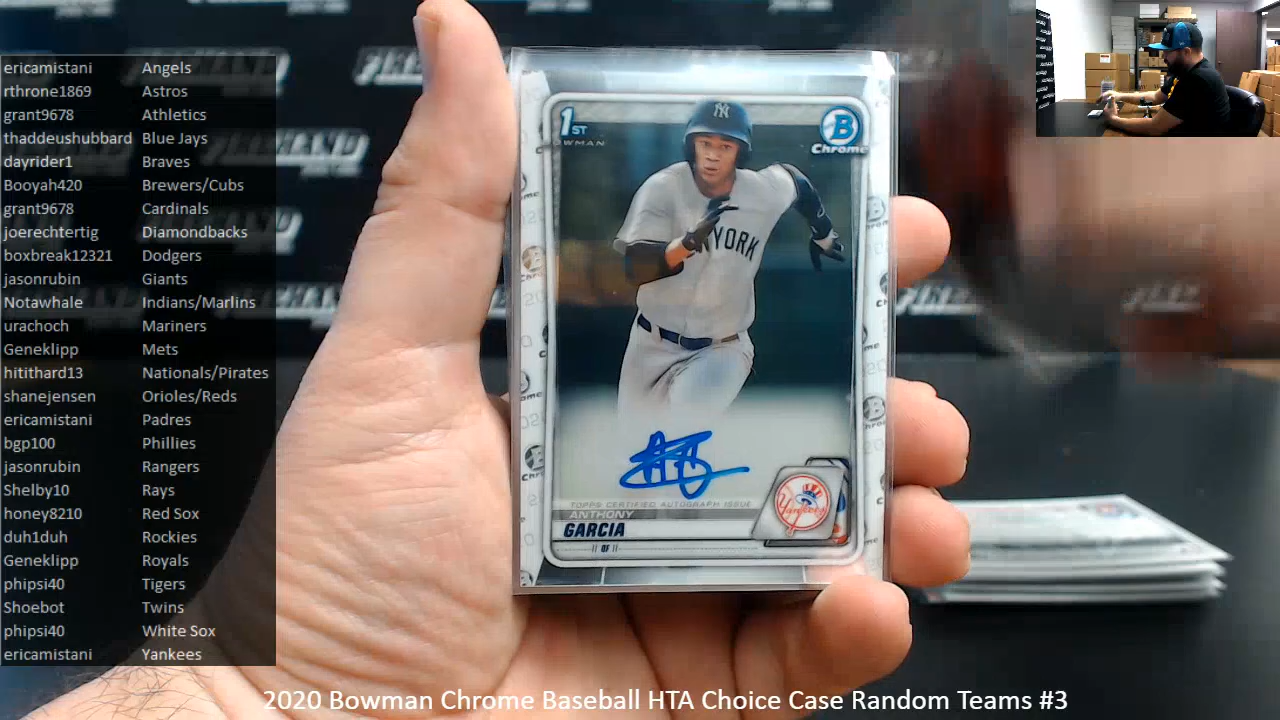 ericamistani Angels
rthrone1869 Astros
grant9678 Athletics
thaddeushubbard Blue Jays
dayrider1 Braves
Booyah420 Brewers/Cubs
grant9678 Cardinals
joerechtertig Diamondbacks
boxbreak12321 Dodgers
jasonrubin Giants
Notawhale Indians/Marlins
urachoch Mariners
Geneklipp Mets
hitithard13 Nationals/Pirates
shanejensen Orioles/Reds
ericamistani Padres
bgp100 Phillies
jasonrubin Rangers
Shelby10 Rays
honey8210 Red Sox
duh1duh Rockies
Geneklipp Royals
phipsi40 Tigers
Shoebot Twins
phipsi40 White Sox
ericamistani Yankees
1ST
BOWMAN
B
Chrome
NY
YORK
TOPPS CERTIFIED AUTOGRAPH ISSUE
ANTHONY
GARCIA
OF
Yankees
2020 Bowman Chrome Baseball HTA Choice Case Random Teams #3